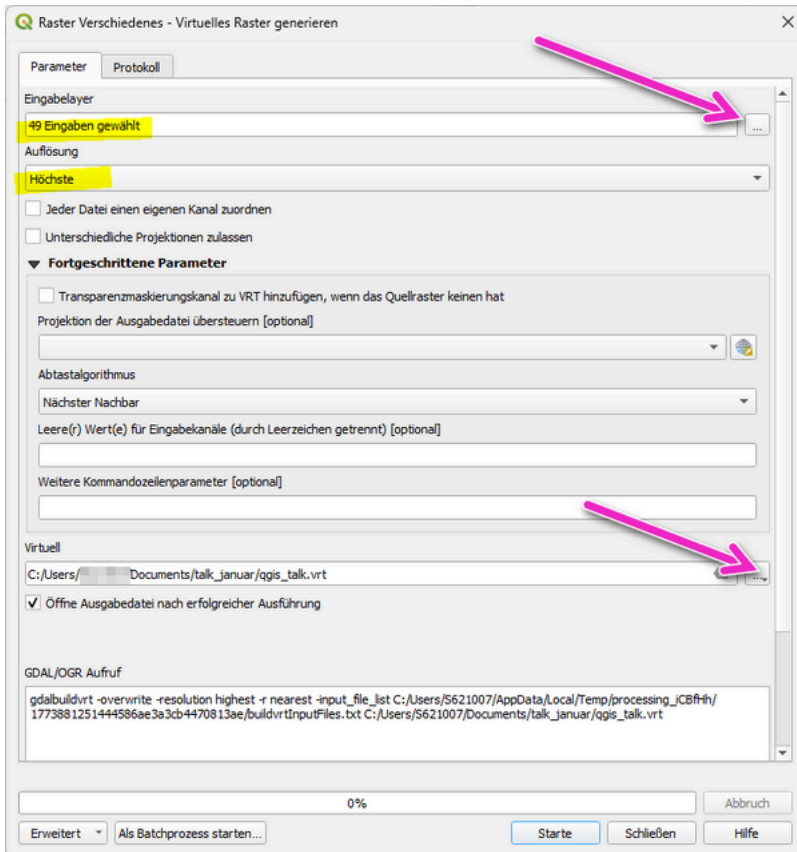 Raster Verschiedenes - Virtuelles Raster generieren
Parameter Protokoll
Eingabelayer
49 Eingaben gewählt
...
Auflösung
Höchste
Jeder Datei einen eigenen Kanal zuordnen
Unterschiedliche Projektionen zulassen
Fortgeschrittene Parameter
Transparenzmaskierungskanal zu VRT hinzufügen, wenn das Quellraster keinen hat
Projektion der Ausgabedatei übersteuern [optional]
Abtastalgorithmus
Nächster Nachbar
Leere(r) Wert(e) für Eingabekanäle (durch Leerzeichen getrennt) [optional]
Weitere Kommandozeilenparameter [optional]
Virtuell
C:/Users/ Documents/talk_januar/qgis_talk.vrt
Öffne Ausgabedatei nach erfolgreicher Ausführung
GDAL/OGR Aufruf
gdalbuildvrt -overwrite -resolution highest -r nearest -input_file_list C:/Users/S621007/AppData/Local/Temp/processing_iCBfHh/
1773881251444586ae3a3cb4470813ae/buildvrtInputFiles.txt C:/Users/S621007/Documents/talk_januar/qgis_talk.vrt
0%
Abbruch
Erweitert Als Batchprozess starten... Starte Schließen Hilfe